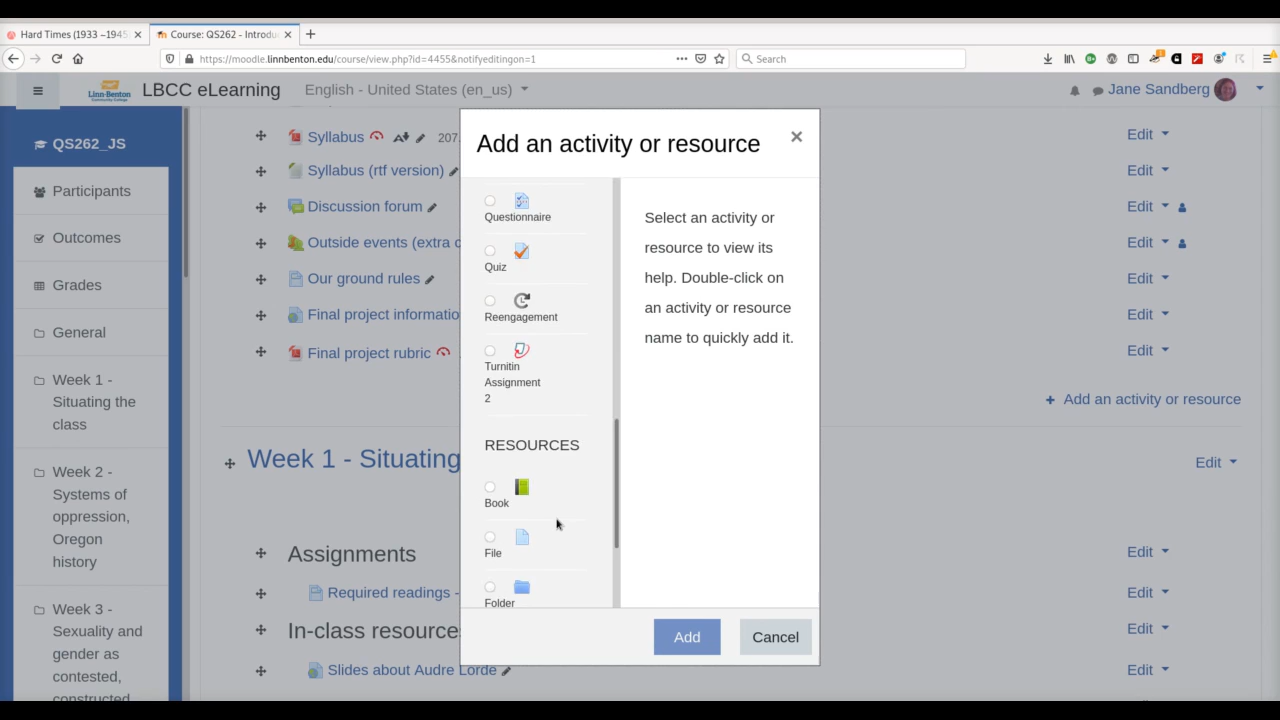 Hard Times (1933 –1945
Course: QS262 - Introdu
https://moodle.linnbenton.edu/course/view.php?id=4455&notifyeditingon=1
Search
Linn-Benton
LBCC eLearning
English - United States (en_us)
Jane Sandberg
QS262_JS
Participants
Outcomes
Grades
General
Week 1 -
Situating the
class
Week 2 -
Systems of
oppression,
Oregon
history
Week 3 -
Sexuality and
gender as
contested,
constructed
Syllabus
207.
Edit
Syllabus (rtf version)
Edit
Discussion forum
Edit
Outside events (extra c
Edit
Our ground rules
Edit
Final project informatio
Edit
Final project rubric
Edit
Add an activity or resource
Week 1 - Situating
Edit
Assignments
Edit
Required readings -
Edit
In-class resources
Edit
Slides about Audre Lorde
Edit
Add an activity or resource
×
Questionnaire
Quiz
Reengagement
Turnitin
Assignment
2
RESOURCES
Book
File
Folder
Select an activity or
resource to view its
help. Double-click on
an activity or resource
name to quickly add it.
Add
Cancel